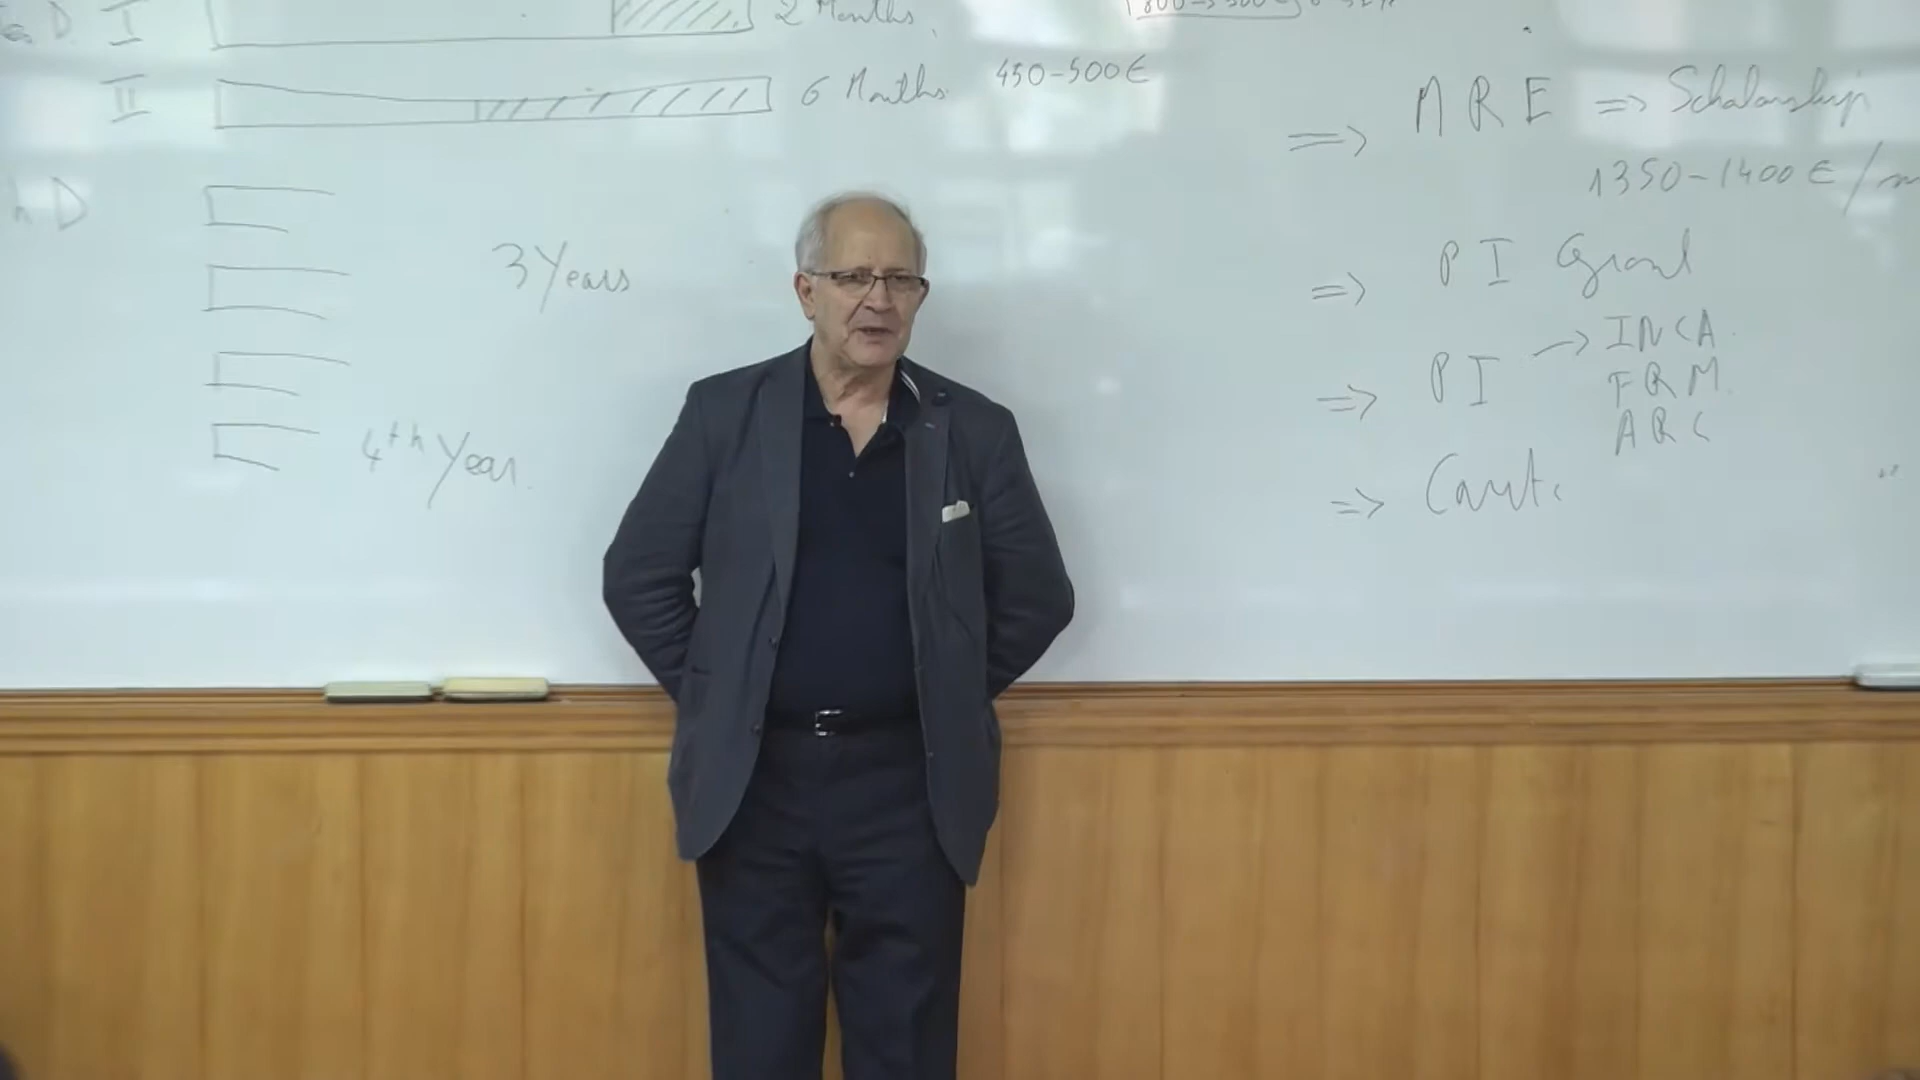 I
2 Months
II
6 Months
450-500€
hD
3 Years
4th Year
=> MRE => Scholarship
1350-1400€/m
=> PI Grant
=> PI -> INCA
FRM
ARC
=>